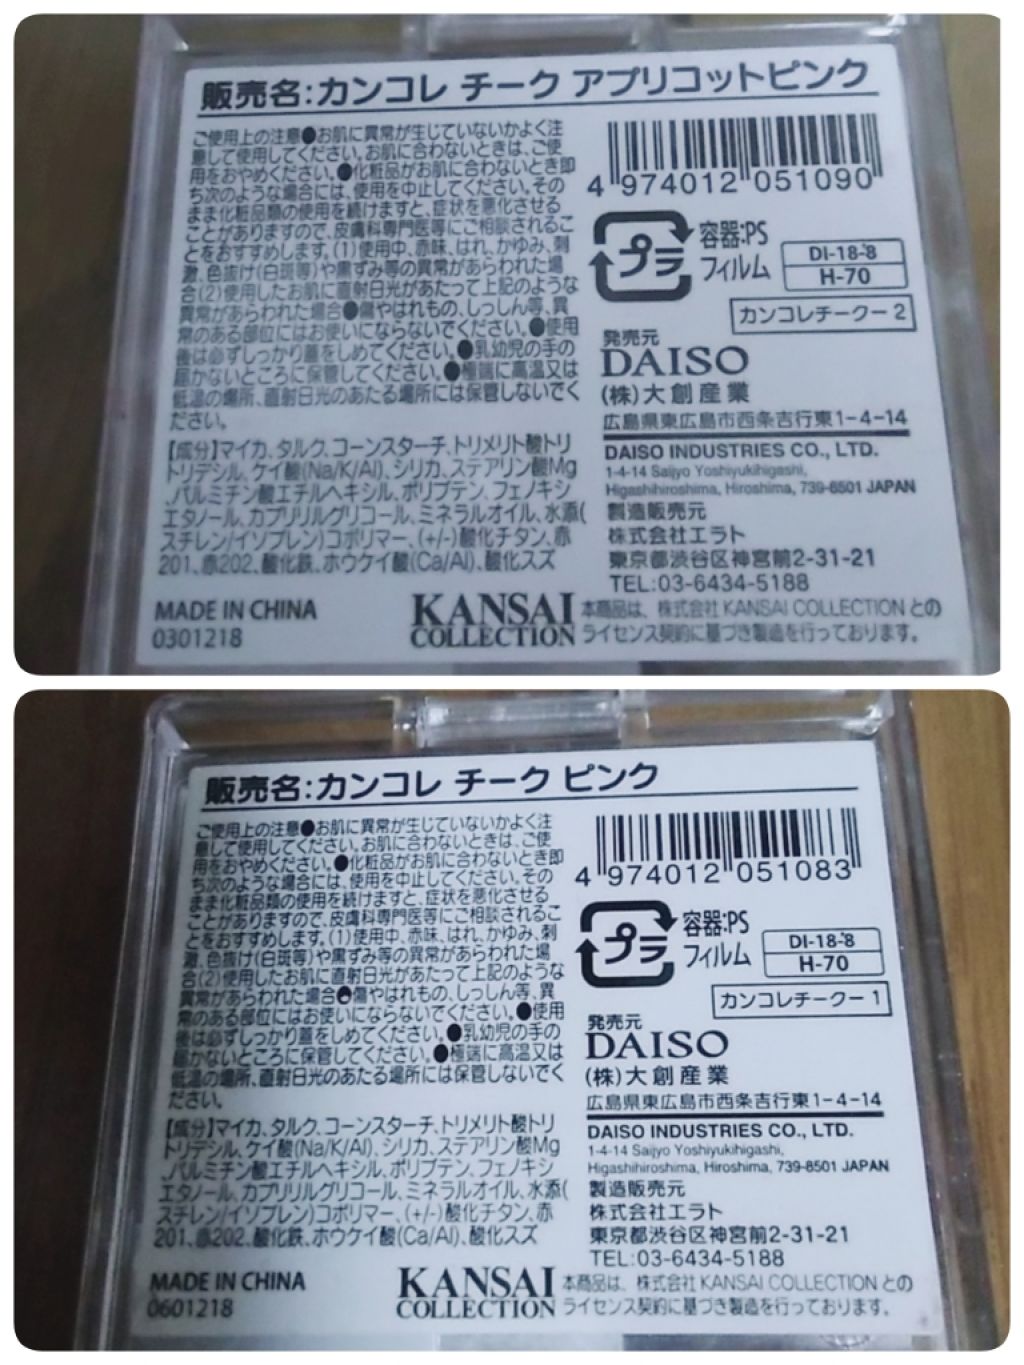 販売名:カンコレ チーク アプリコットピンク
ご使用上の注意●お肌に異常が生じていないかよく注
意して使用してください。お肌に合わないときは、ご使
用をおやめください。●化粧品がお肌に合わないとき即
ち次のような場合には、使用を中止してください。その
まま化粧品類の使用を続けますと、症状を悪化させる
ことがありますので、皮膚科専門医等にご相談されるこ
とをおすすめします。(1)使用中、赤味、はれ、かゆみ、刺
激、色抜け(白斑等)や黒ずみ等の異常があらわれた場
合(2)使用したお肌に直射日光があたって上記のような
異常があらわれた場合●傷やはれもの、しっしん等、異
常のある部位にはお使いにならないでください。●使用
後は必ずしっかり蓋をしめてください。●乳幼児の手の
届かないところに保管してください。●極端に高温又は
低温の場所、直射日光のあたる場所には保管しないでく
ださい。
【成分】マイカ、タルク、コーンスターチ、トリメリト酸トリ
トリデシル、ケイ酸(Na/K/Al)、シリカ、ステアリン酸Mg
、パルミチン酸エチルヘキシル、ポリブテン、フェノキシ
エタノール、カプリリルグリコール、ミネラルオイル、水添(
スチレン/イソプレン)コポリマー、(+/-)酸化チタン、赤
201、赤202、酸化鉄、ホウケイ酸(Ca/Al)、酸化スズ
MADE IN CHINA
0301218
4 974012 051090
プラ
容器:PS
フィルム
DI-18-8
H-70
カンコレチークー2
発売元
DAISO
(株)大創産業
広島県東広島市西条吉行東1-4-14
DAISO INDUSTRIES CO., LTD.
1-4-14 Saijyo Yoshiyukihigashi,
Higashihiroshima, Hiroshima, 739-8501 JAPAN
製造販売元
株式会社エラト
東京都渋谷区神宮前2-31-21
TEL:03-6434-5188
KANSAI
COLLECTION
本商品は、株式会社 KANSAI COLLECTION との
ライセンス契約に基づき製造を行っております。
販売名:カンコレ チーク ピンク
ご使用上の注意●お肌に異常が生じていないかよく注
意して使用してください。お肌に合わないときは、ご使
用をおやめください。●化粧品がお肌に合わないとき即
ち次のような場合には、使用を中止してください。その
まま化粧品類の使用を続けますと、症状を悪化させる
ことがありますので、皮膚科専門医等にご相談されるこ
とをおすすめします。(1)使用中、赤味、はれ、かゆみ、刺
激、色抜け(白斑等)や黒ずみ等の異常があらわれた場
合(2)使用したお肌に直射日光があたって上記のような
異常があらわれた場合●傷やはれもの、しっしん等、異
常のある部位にはお使いにならないでください。●使用
後は必ずしっかり蓋をしめてください。●乳幼児の手の
届かないところに保管してください。●極端に高温又は
低温の場所、直射日光のあたる場所には保管しないでく
ださい。
【成分】マイカ、タルク、コーンスターチ、トリメリト酸トリ
トリデシル、ケイ酸(Na/K/Al)、シリカ、ステアリン酸Mg
、パルミチン酸エチルヘキシル、ポリブテン、フェノキシ
エタノール、カプリリルグリコール、ミネラルオイル、水添(
スチレン/イソプレン)コポリマー、(+/-)酸化チタン、赤
201、赤202、酸化鉄、ホウケイ酸(Ca/Al)、酸化スズ
MADE IN CHINA
0601218
4 974012 051083
プラ
容器:PS
フィルム
DI-18-8
H-70
カンコレチークー1
発売元
DAISO
(株)大創産業
広島県東広島市西条吉行東1-4-14
DAISO INDUSTRIES CO., LTD.
1-4-14 Saijyo Yoshiyukihigashi,
Higashihiroshima, Hiroshima, 739-8501 JAPAN
製造販売元
株式会社エラト
東京都渋谷区神宮前2-31-21
TEL:03-6434-5188
KANSAI
COLLECTION
本商品は、株式会社 KANSAI COLLECTION との
ライセンス契約に基づき製造を行っております。